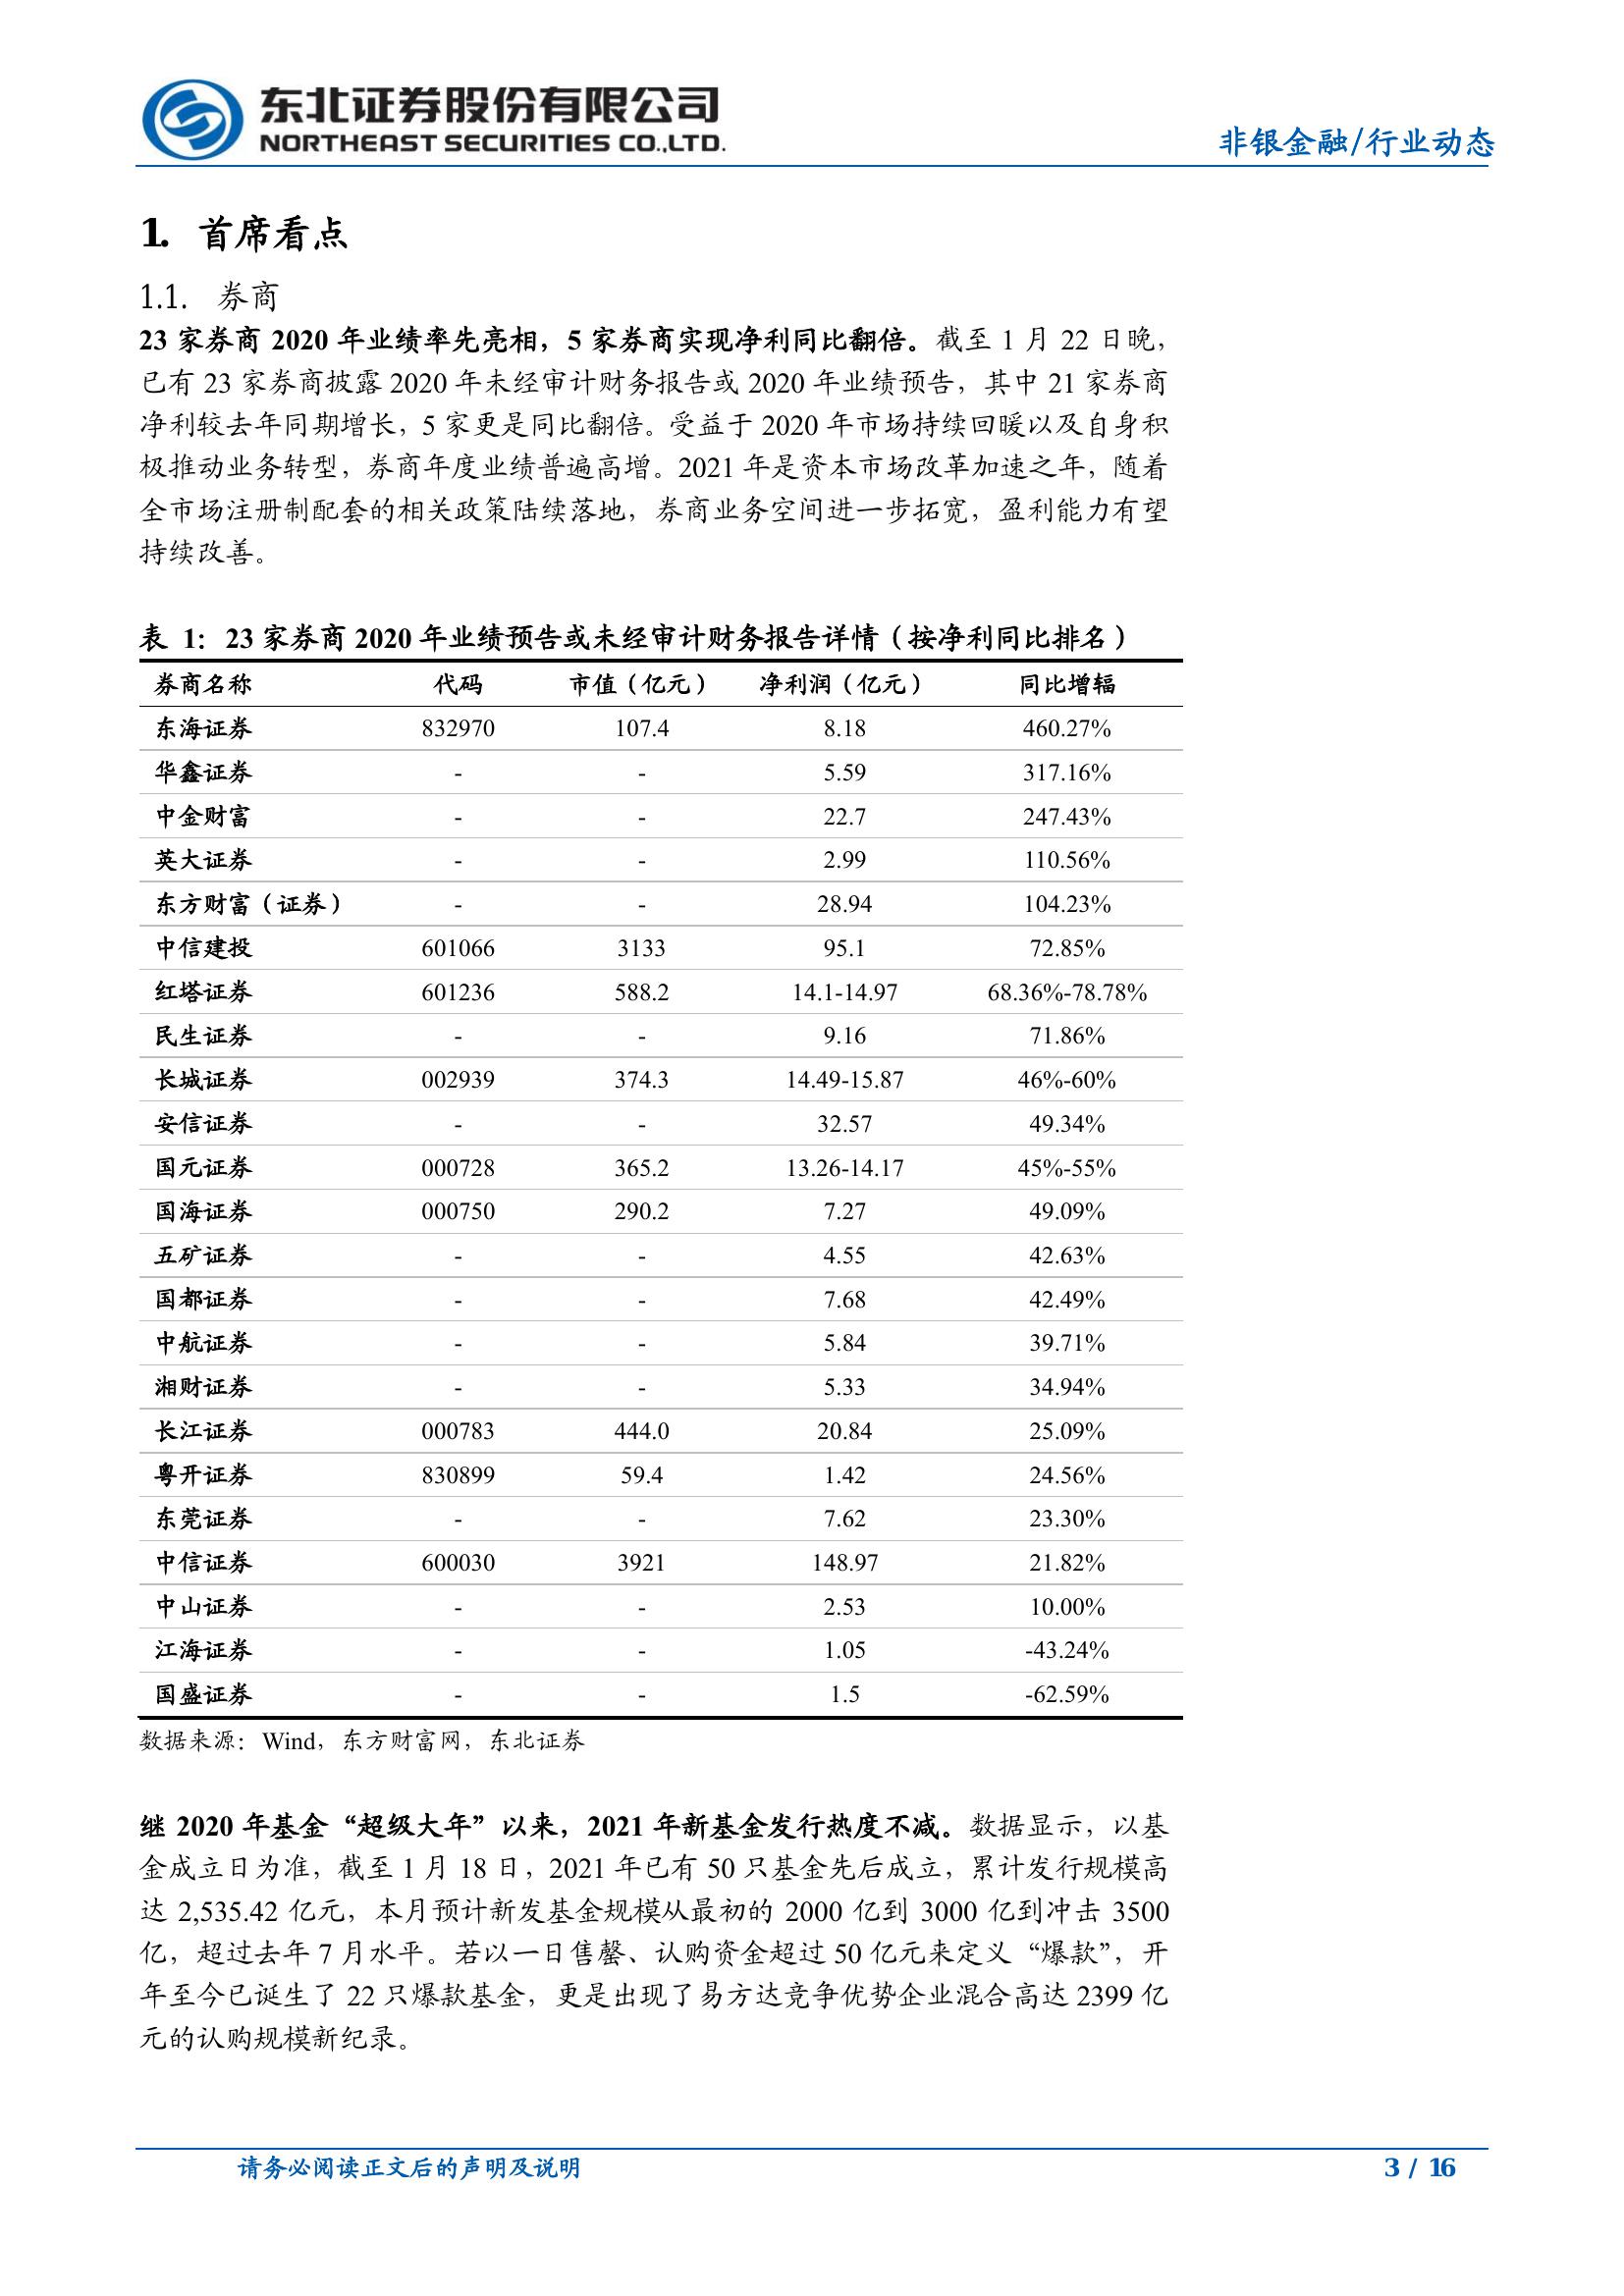 东北证券股份有限公司
NORTHEAST SECURITIES CO.,LTD.
非银金融/行业动态
1. 首席看点
1.1. 券商
23 家券商 2020 年业绩率先亮相，5 家券商实现净利同比翻倍。截至 1 月 22 日晚，
已有 23 家券商披露 2020 年未经审计财务报告或 2020 年业绩预告，其中 21 家券商
净利较去年同期增长，5 家更是同比翻倍。受益于 2020 年市场持续回暖以及自身积
极推动业务转型，券商年度业绩普遍高增。2021 年是资本市场改革加速之年，随着
全市场注册制配套的相关政策陆续落地，券商业务空间进一步拓宽，盈利能力有望
持续改善。
表 1：23 家券商 2020 年业绩预告或未经审计财务报告详情（按净利同比排名）
券商名称 代码 市值（亿元） 净利润（亿元） 同比增辐
东海证券 832970 107.4 8.18 460.27%
华鑫证券 - - 5.59 317.16%
中金财富 - - 22.7 247.43%
英大证券 - - 2.99 110.56%
东方财富（证券） - - 28.94 104.23%
中信建投 601066 3133 95.1 72.85%
红塔证券 601236 588.2 14.1-14.97 68.36%-78.78%
民生证券 - - 9.16 71.86%
长城证券 002939 374.3 14.49-15.87 46%-60%
安信证券 - - 32.57 49.34%
国元证券 000728 365.2 13.26-14.17 45%-55%
国海证券 000750 290.2 7.27 49.09%
五矿证券 - - 4.55 42.63%
国都证券 - - 7.68 42.49%
中航证券 - - 5.84 39.71%
湘财证券 - - 5.33 34.94%
长江证券 000783 444.0 20.84 25.09%
粤开证券 830899 59.4 1.42 24.56%
东莞证券 - - 7.62 23.30%
中信证券 600030 3921 148.97 21.82%
中山证券 - - 2.53 10.00%
江海证券 - - 1.05 -43.24%
国盛证券 - - 1.5 -62.59%
数据来源：Wind，东方财富网，东北证券
继 2020 年基金“超级大年”以来，2021 年新基金发行热度不减。数据显示，以基
金成立日为准，截至 1 月 18 日，2021 年已有 50 只基金先后成立，累计发行规模高
达 2,535.42 亿元，本月预计新发基金规模从最初的 2000 亿到 3000 亿到冲击 3500
亿，超过去年 7 月水平。若以一日售罄、认购资金超过 50 亿元来定义“爆款”，开
年至今已诞生了 22 只爆款基金，更是出现了易方达竞争优势企业混合高达 2399 亿
元的认购规模新纪录。
请务必阅读正文后的声明及说明
3 / 16